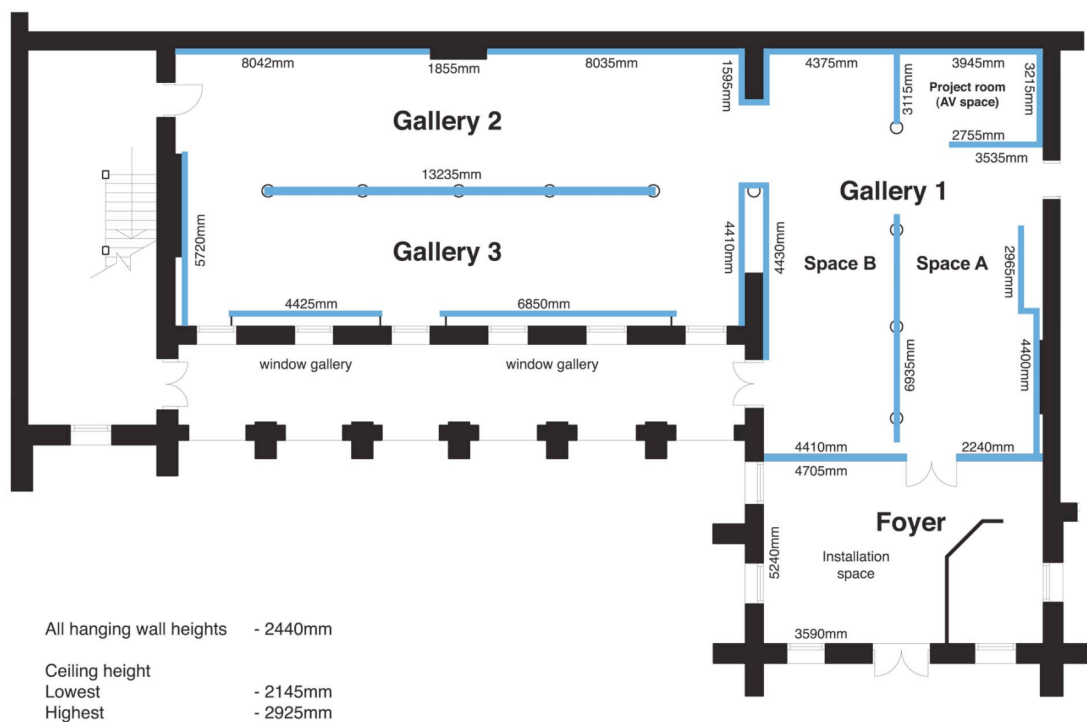 8042mm
1855mm
8035mm
1595mm
4375mm
3945mm
3115mm
Project room
(AV space)
3215mm
2755mm
3535mm
Gallery 2
13235mm
Gallery 1
5720mm
Gallery 3
4410mm
4430mm
Space B
Space A
2965mm
4425mm
6850mm
window gallery
window gallery
6935mm
4400mm
4410mm
2240mm
4705mm
Foyer
5240mm
Installation
space
3590mm
All hanging wall heights - 2440mm
Ceiling height
Lowest - 2145mm
Highest - 2925mm